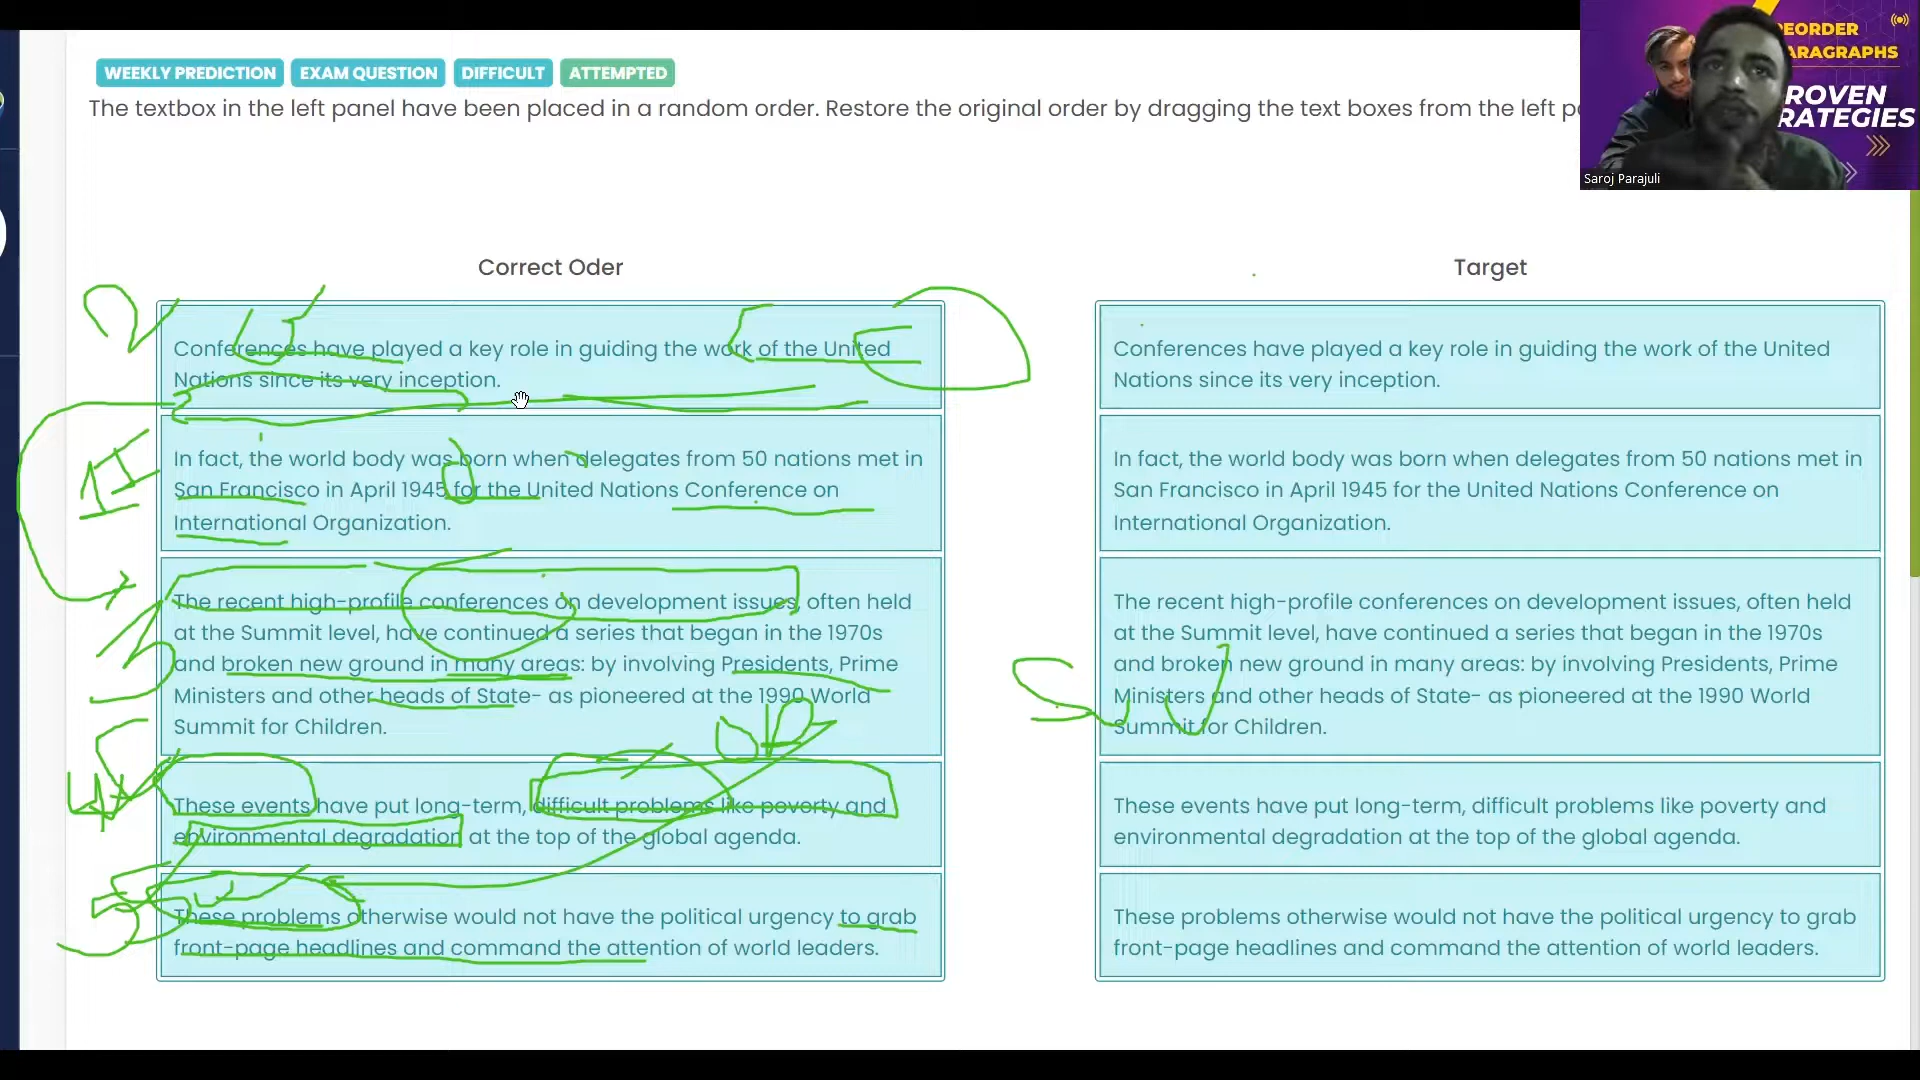 WEEKLY PREDICTION EXAM QUESTION DIFFICULT ATTEMPTED
The textbox in the left panel have been placed in a random order. Restore the original order by dragging the text boxes from the left
EORDER
ARAGRAPHS
ROVEN
RATEGIES
Saroj Parajuli
Correct Oder
Conferences have played a key role in guiding the work of the United
Nations since its very inception.
In fact, the world body was born when delegates from 50 nations met in
San Francisco in April 1945 for the United Nations Conference on
International Organization.
The recent high-profile conferences on development issues, often held
at the Summit level, have continued a series that began in the 1970s
and broken new ground in many areas: by involving Presidents, Prime
Ministers and other heads of State- as pioneered at the 1990 World
Summit for Children.
These events have put long-term, difficult problems like poverty and
environmental degradation at the top of the global agenda.
These problems otherwise would not have the political urgency to grab
front-page headlines and command the attention of world leaders.
Target
Conferences have played a key role in guiding the work of the United
Nations since its very inception.
In fact, the world body was born when delegates from 50 nations met in
San Francisco in April 1945 for the United Nations Conference on
International Organization.
The recent high-profile conferences on development issues, often held
at the Summit level, have continued a series that began in the 1970s
and broken new ground in many areas: by involving Presidents, Prime
Ministers and other heads of State- as pioneered at the 1990 World
Summit for Children.
These events have put long-term, difficult problems like poverty and
environmental degradation at the top of the global agenda.
These problems otherwise would not have the political urgency to grab
front-page headlines and command the attention of world leaders.